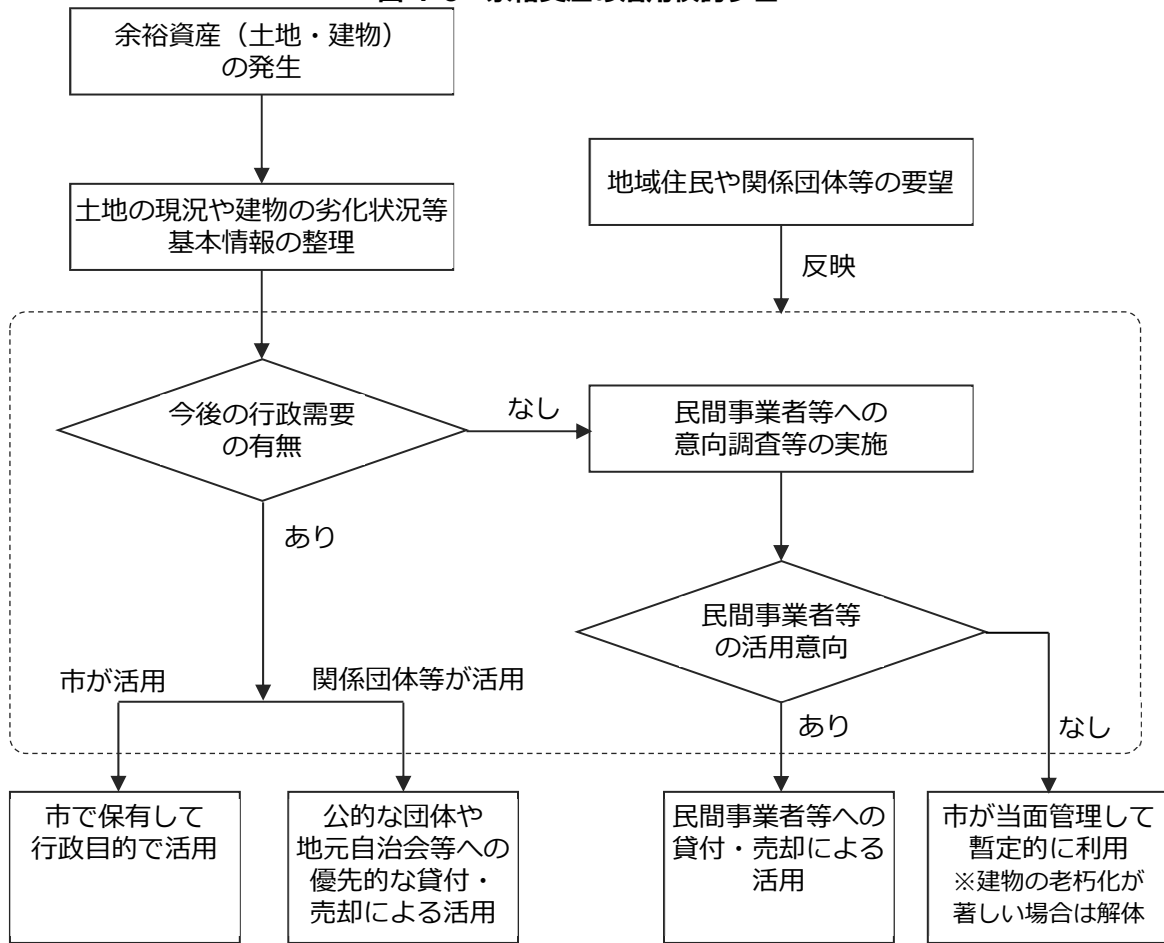 余裕資産（土地・建物）
の発生
土地の現況や建物の劣化状況等
基本情報の整理
地域住民や関係団体等の要望
反映
今後の行政需要
の有無
なし
民間事業者等への
意向調査等の実施
あり
民間事業者等
の活用意向
市が活用
関係団体等が活用
あり
なし
市で保有して
行政目的で活用
公的な団体や
地元自治会等への
優先的な貸付・
売却による活用
民間事業者等への
貸付・売却による
活用
市が当面管理して
暫定的に利用
※建物の老朽化が
著しい場合は解体